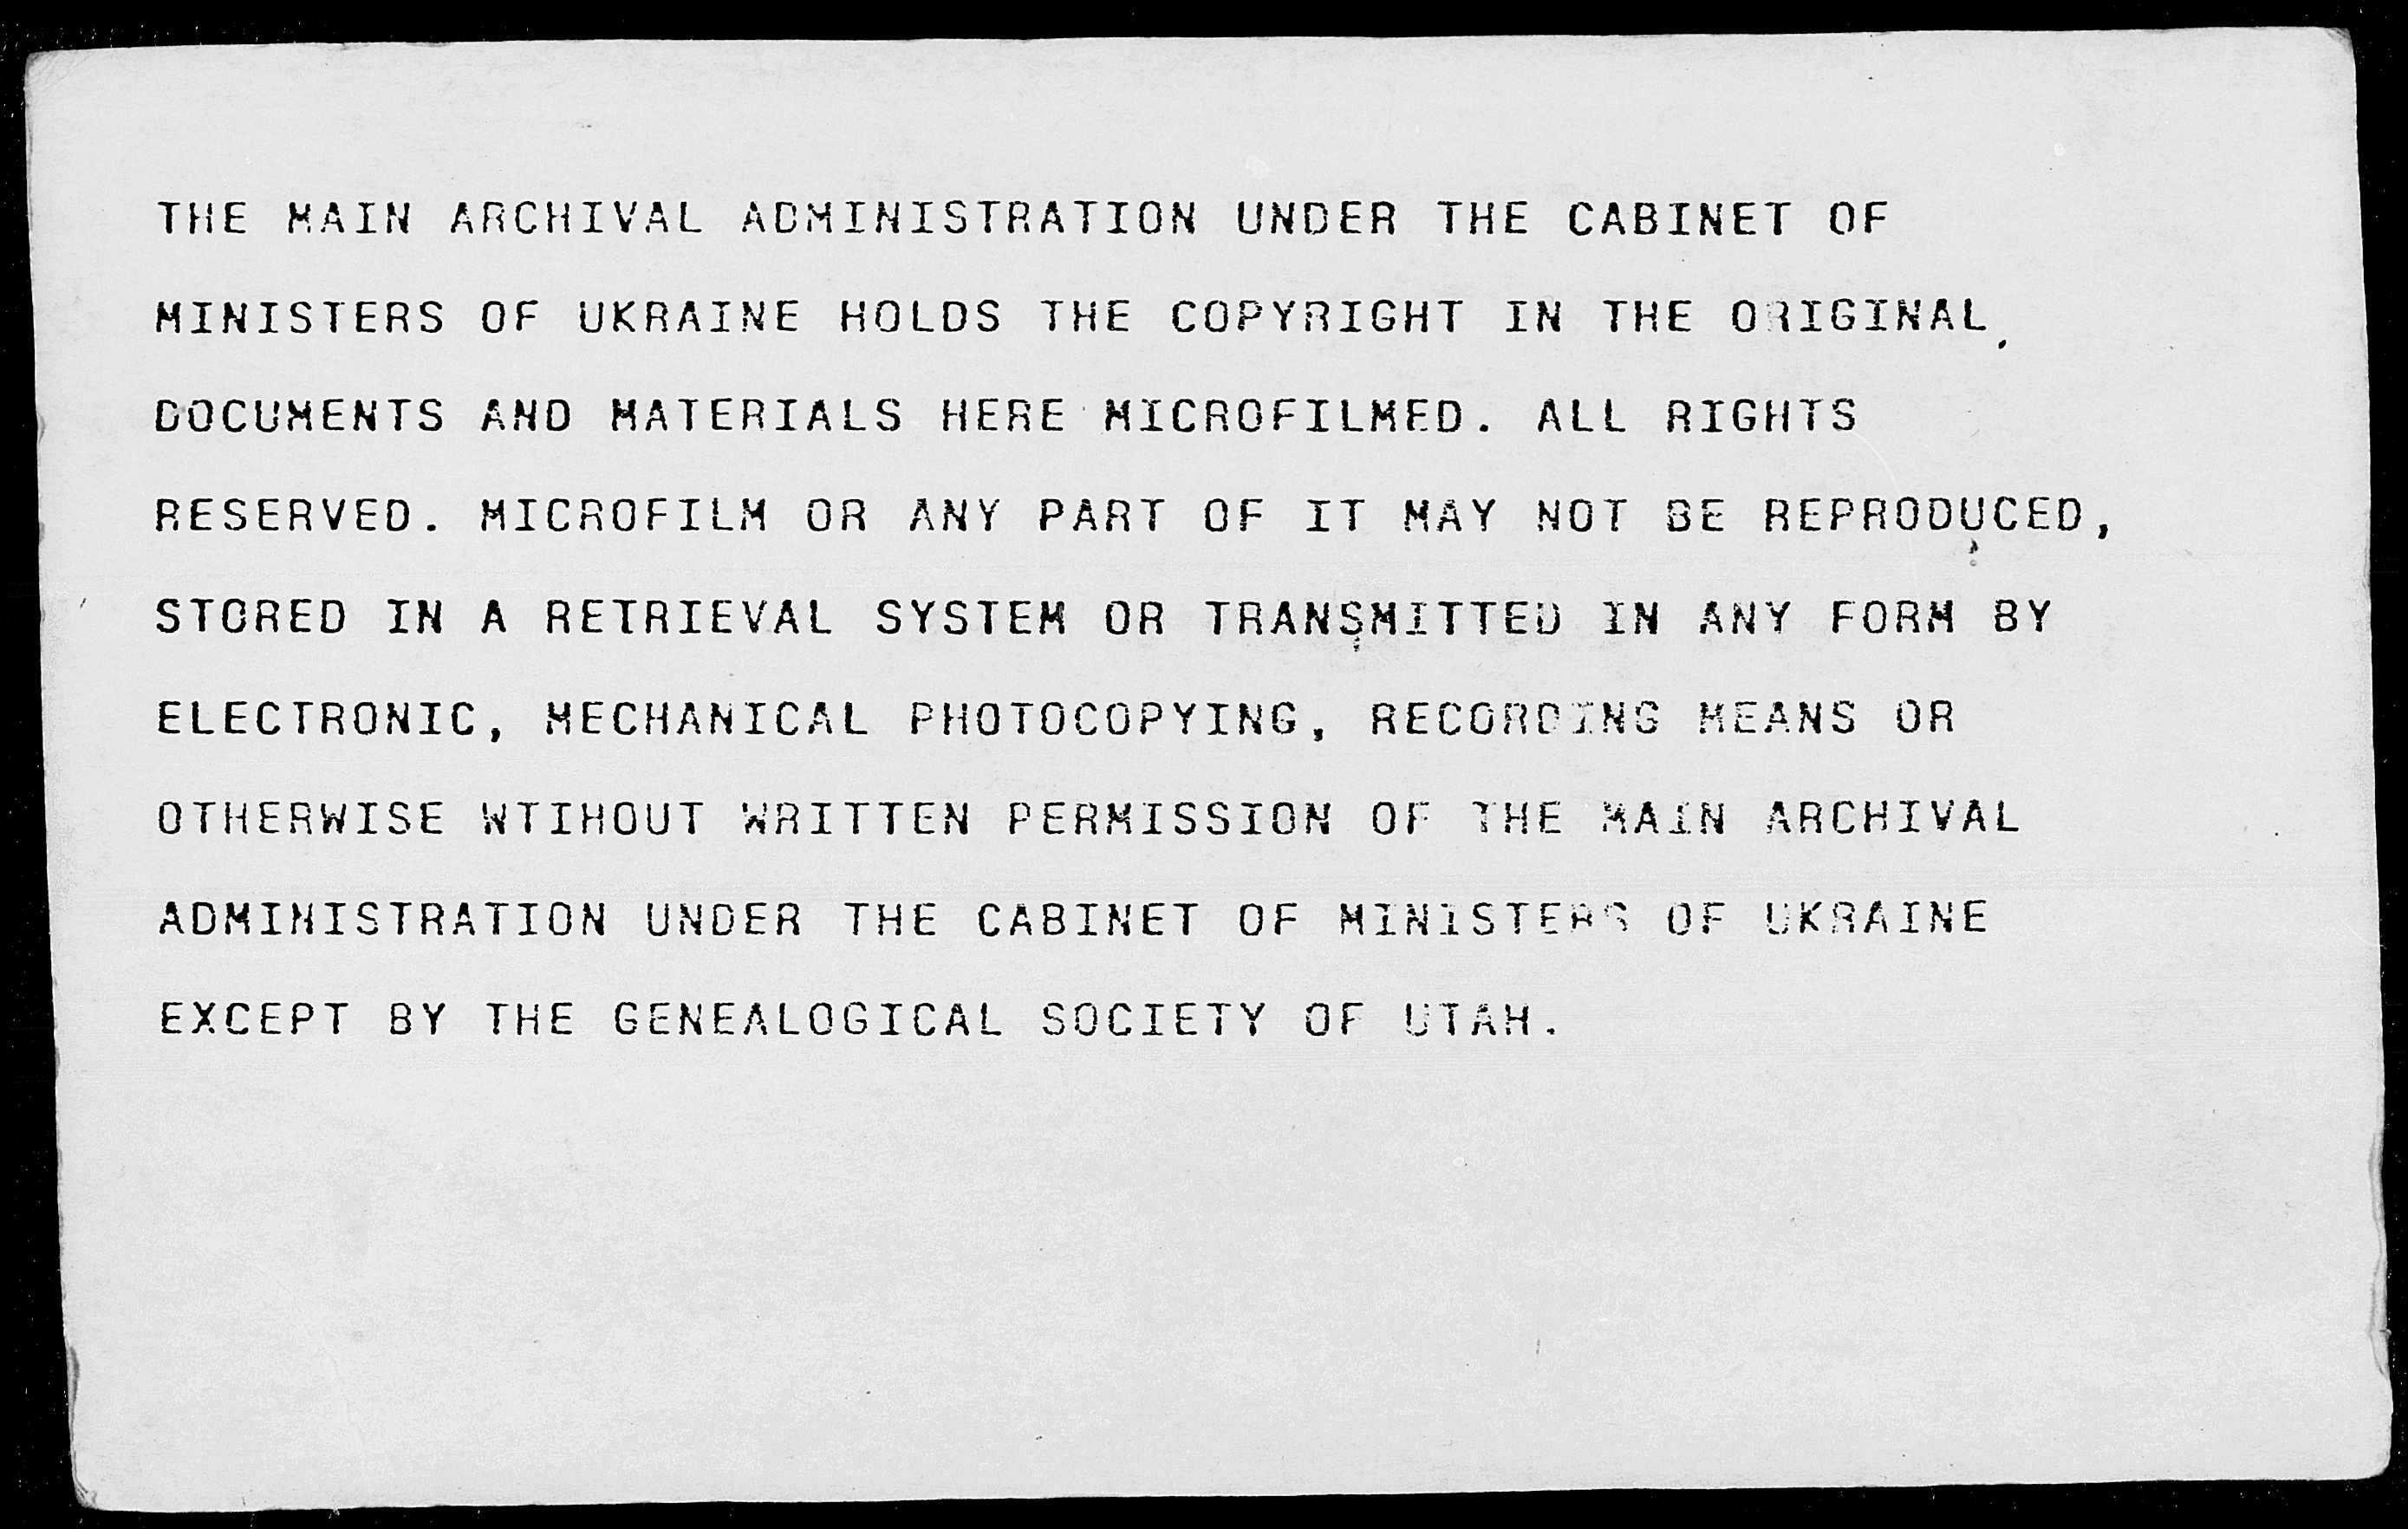 THE MAIN ARCHIVAL ADMINISTRATION UNDER THE CABINET OF
MINISTERS OF UKRAINE HOLDS THE COPYRIGHT IN THE ORIGINAL
DOCUMENTS AND MATERIALS HERE MICROFILMED. ALL RIGHTS
RESERVED. MICROFILM OR ANY PART OF IT MAY NOT BE REPRODUCED,
STORED IN A RETRIEVAL SYSTEM OR TRANSMITTED IN ANY FORM BY
ELECTRONIC, MECHANICAL PHOTOCOPYING, RECORDING MEANS OR
OTHERWISE WTIHOUT WRITTEN PERMISSION OF THE MAIN ARCHIVAL
ADMINISTRATION UNDER THE CABINET OF MINISTERS OF UKRAINE
EXCEPT BY THE GENEALOGICAL SOCIETY OF UTAH.